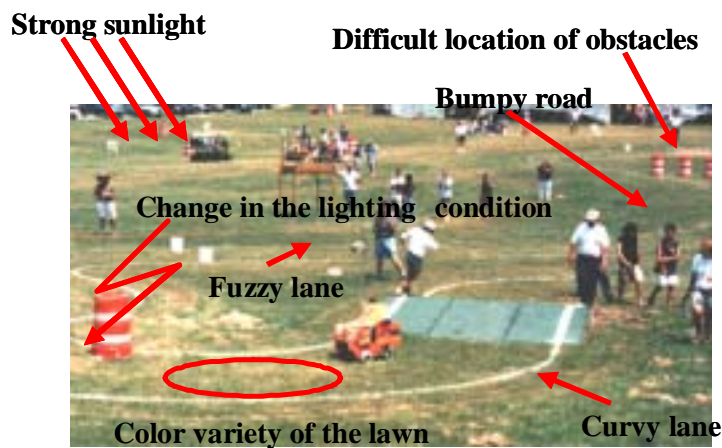 Strong sunlight
Difficult location of obstacles
Bumpy road
Change in the lighting condition
Fuzzy lane
Color variety of the lawn
Curvy lane